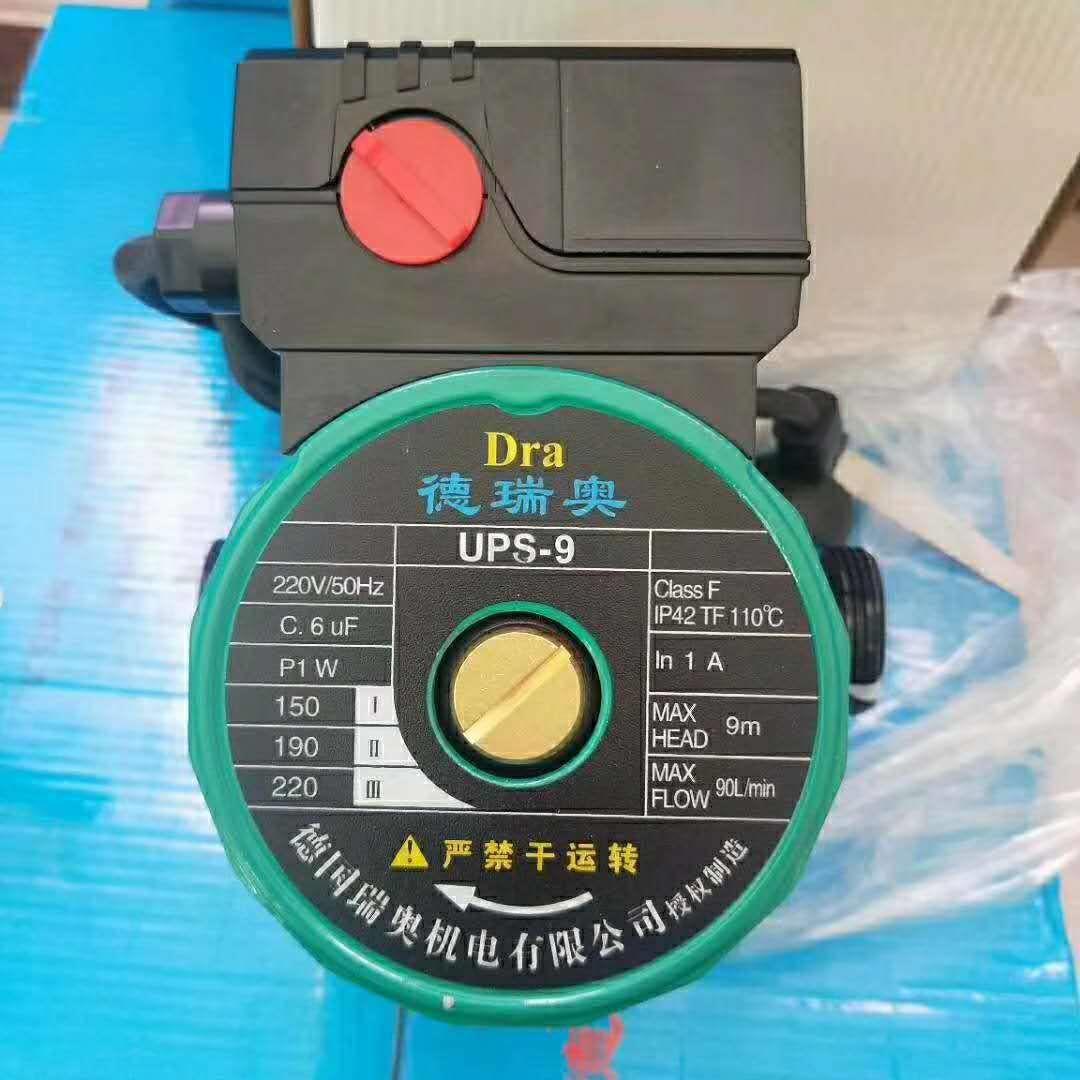 Dra
德瑞奥
UPS-9
220V/50Hz
C. 6 uF
P1 W
150 I
190 II
220 III
Class F
IP42 TF 110℃
In 1 A
MAX HEAD 9m
MAX FLOW 90L/min
严禁干运转
德国瑞奥机电有限公司授权制造